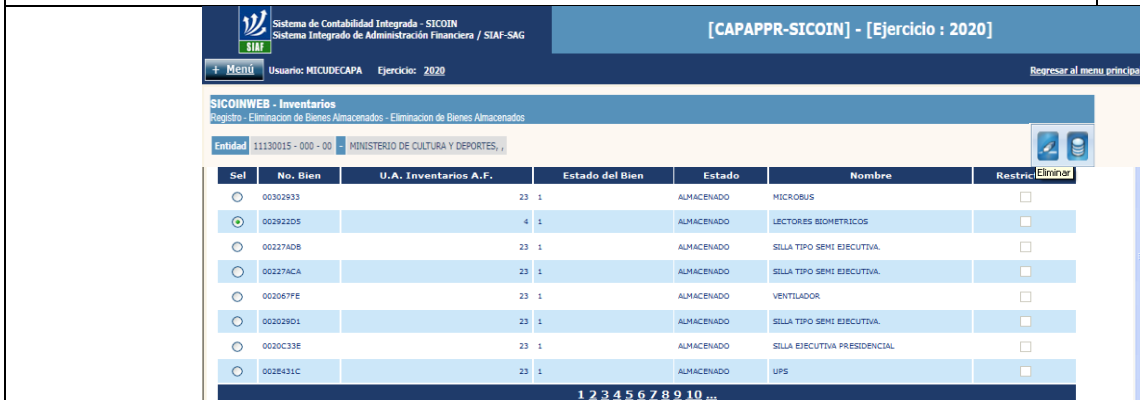 Sistema de Contabilidad Integrada - SICOIN
Sistema Integrado de Administración Financiera / SIAF-SAG
SIAF
[CAPAPPR-SICOIN] - [Ejercicio : 2020]
+ Menú Usuario: MICUDECAPA Ejercicio: 2020 Regresar al menu principa
SICOINWEB - Inventarios
Registro - Eliminacion de Bienes Almacenados - Eliminacion de Bienes Almacenados
Entidad 11130015 - 000 - 00 - MINISTERIO DE CULTURA Y DEPORTES, ,
Eliminar
Sel No. Bien U.A. Inventarios A.F. Estado del Bien Estado Nombre Restric
00302933 23 1 ALMACENADO MICROBUS
002922D5 4 1 ALMACENADO LECTORES BIOMETRICOS
00227ADB 23 1 ALMACENADO SILLA TIPO SEMI EJECUTIVA.
00227ACA 23 1 ALMACENADO SILLA TIPO SEMI EJECUTIVA.
002067FE 23 1 ALMACENADO VENTILADOR
002029D1 23 1 ALMACENADO SILLA TIPO SEMI EJECUTIVA.
0020C33E 23 1 ALMACENADO SILLA EJECUTIVA PRESIDENCIAL
002E431C 23 1 ALMACENADO UPS
1 2 3 4 5 6 7 8 9 10 ...